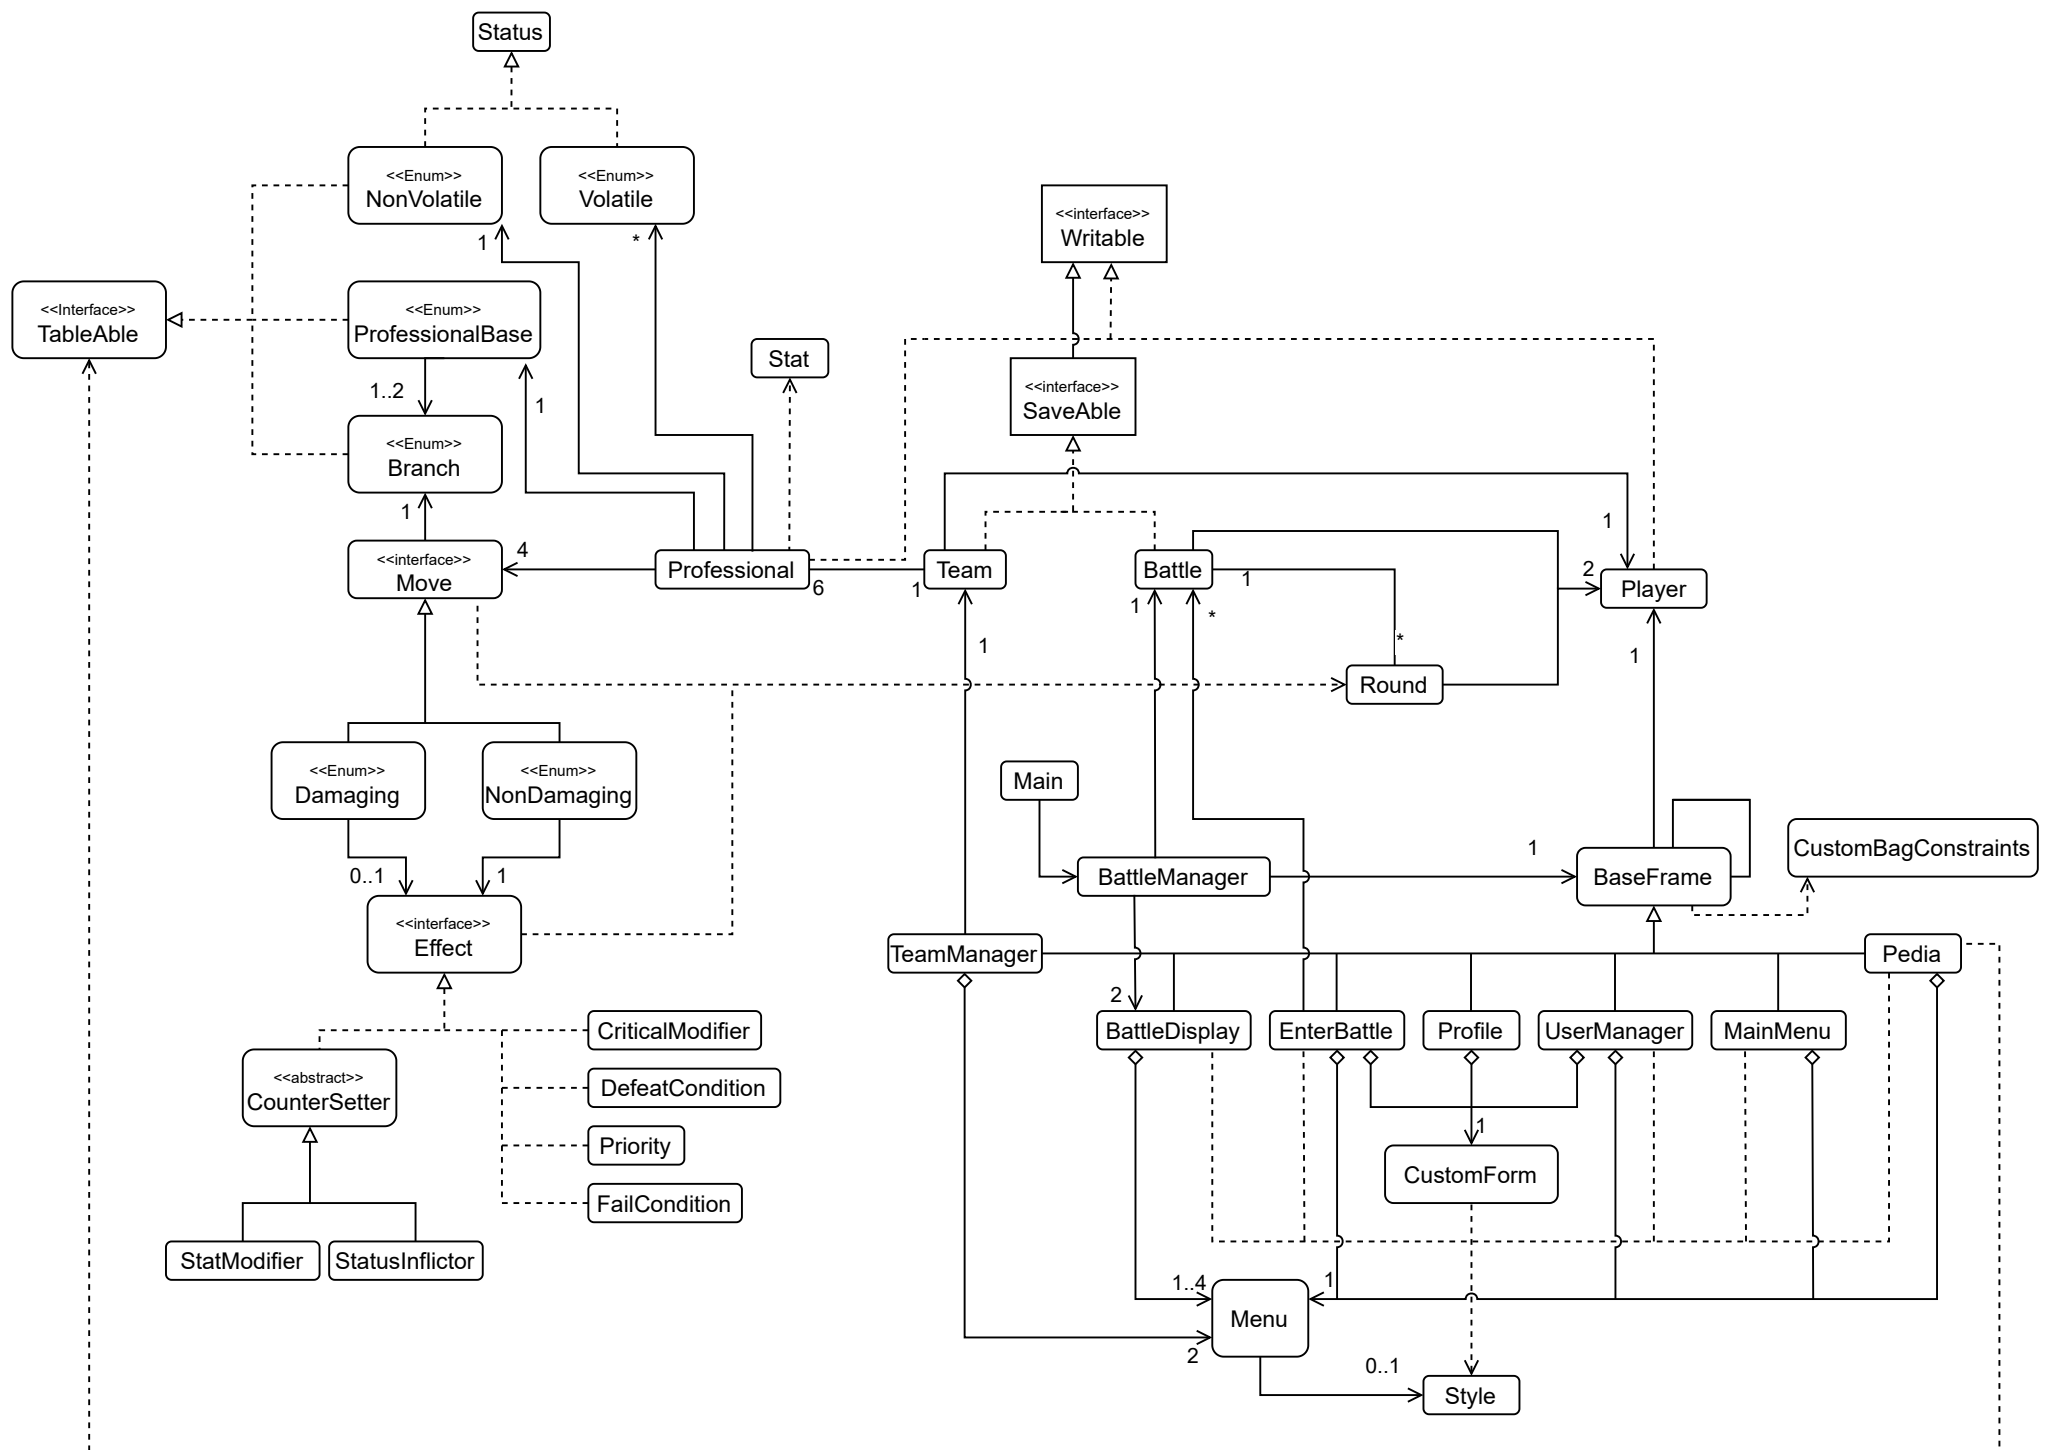 Status
<<Enum>>
NonVolatile
<<Enum>>
Volatile
<<interface>>
Writable
1
*
<<Interface>>
TableAble
<<Enum>>
ProfessionalBase
Stat
1..2
1
<<interface>>
SaveAble
<<Enum>>
Branch
1
4
<<interface>>
Move
Professional
6
1
Team
Battle
1
1
2
Player
1
*
*
1
1
Round
<<Enum>>
Damaging
<<Enum>>
NonDamaging
Main
0..1
1
BattleManager
1
BaseFrame
CustomBagConstraints
<<interface>>
Effect
TeamManager
Pedia
2
BattleDisplay
EnterBattle
Profile
UserManager
MainMenu
CriticalModifier
<<abstract>>
CounterSetter
DefeatCondition
Priority
1
CustomForm
FailCondition
StatModifier
StatusInflictor
1..4
1
Menu
2
0..1
Style